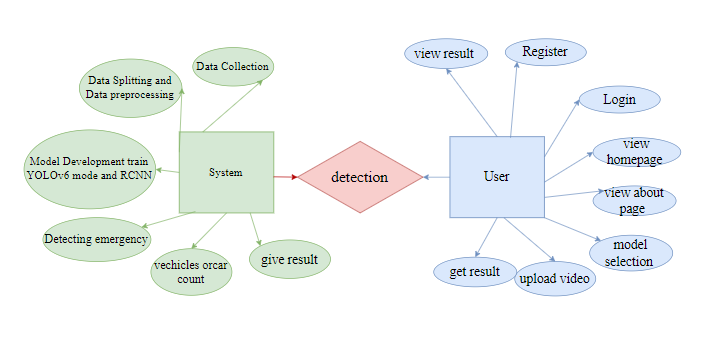 view result
Register
Data Collection
Data Splitting and
Data preprocessing
Login
view
homepage
Model Development train
YOLOv6 mode and RCNN
System
detection
User
view about
page
Detecting emergency
model
selection
give result
vechicles orcar
count
get result
upload video